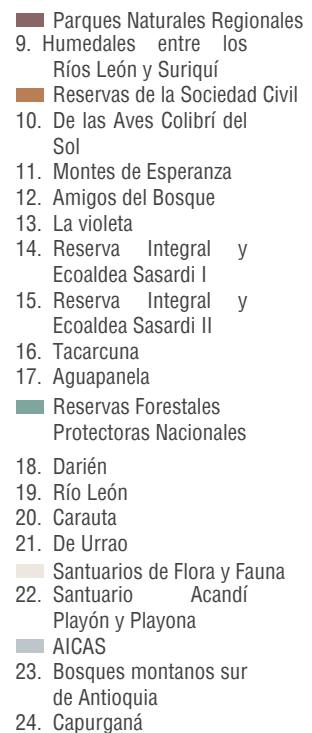 Parques Naturales Regionales
9. Humedales entre los
Ríos León y Suriquí
Reservas de la Sociedad Civil
10. De las Aves Colibrí del
Sol
11. Montes de Esperanza
12. Amigos del Bosque
13. La violeta
14. Reserva Integral y
Ecoaldea Sasardi I
15. Reserva Integral y
Ecoaldea Sasardi II
16. Tacarcuna
17. Aguapanela
Reservas Forestales
Protectoras Nacionales
18. Darién
19. Río León
20. Carauta
21. De Urrao
Santuarios de Flora y Fauna
22. Santuario Acandí
Playón y Playona
AICAS
23. Bosques montanos sur
de Antioquia
24. Capurganá